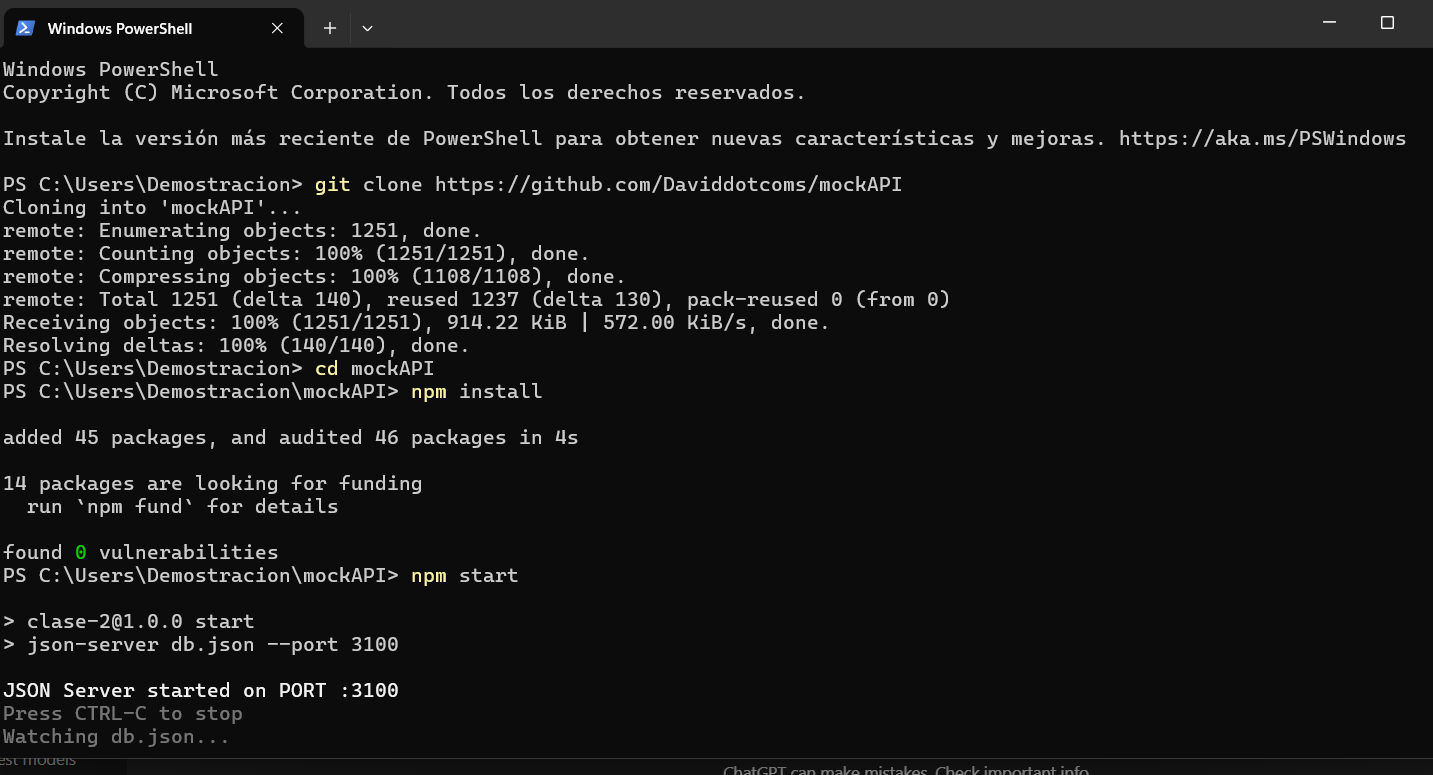 Windows PowerShell
Windows PowerShell
Copyright (C) Microsoft Corporation. Todos los derechos reservados.
Instale la versión más reciente de PowerShell para obtener nuevas características y mejoras. https://aka.ms/PSWindows
PS C:\Users\Demostracion> git clone https://github.com/Daviddotcoms/mockAPI
Cloning into 'mockAPI'...
remote: Enumerating objects: 1251, done.
remote: Counting objects: 100% (1251/1251), done.
remote: Compressing objects: 100% (1108/1108), done.
remote: Total 1251 (delta 140), reused 1237 (delta 130), pack-reused 0 (from 0)
Receiving objects: 100% (1251/1251), 914.22 KiB | 572.00 KiB/s, done.
Resolving deltas: 100% (140/140), done.
PS C:\Users\Demostracion> cd mockAPI
PS C:\Users\Demostracion\mockAPI> npm install
added 45 packages, and audited 46 packages in 4s
14 packages are looking for funding
  run `npm fund` for details
found 0 vulnerabilities
PS C:\Users\Demostracion\mockAPI> npm start
> clase-2@1.0.0 start
> json-server db.json --port 3100
JSON Server started on PORT :3100
Press CTRL-C to stop
Watching db.json...
est models
ChatGPT can make mistakes. Check important info.